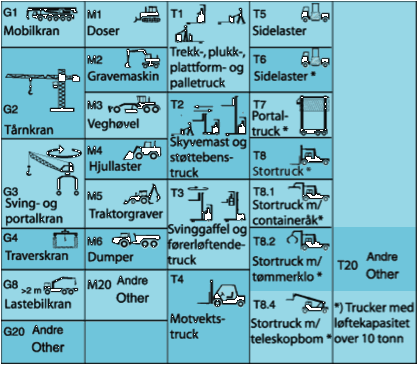 G1
Mobilkran
G2
Tårnkran
G3
Sving- og
portalkran
G4
Traverskran
G8 >2 m
Lastebilkran
G20 Andre
Other
M1
Doser
M2
Gravemaskin
M3
Veghøvel
M4
Hjullaster
M5
Traktorgraver
M6
Dumper
M20 Andre
Other
T1
Trekk-, plukk-,
plattform- og
palletruck
T2
Skyvemast og
støttebens-
truck
T3
Svinggaffel og
førerløftende-
truck
T4
Motvekts-
truck
T5
Sidelaster
T6
Sidelaster *
T7
Portal-
truck *
T8
Stortruck *
T8.1
Stortruck m/
containeråk*
T8.2
Stortruck m/
tømmerklo *
T8.4
Stortruck m/
teleskopbom *
T20 Andre
Other
*) Trucker med
løftekapasitet
over 10 tonn